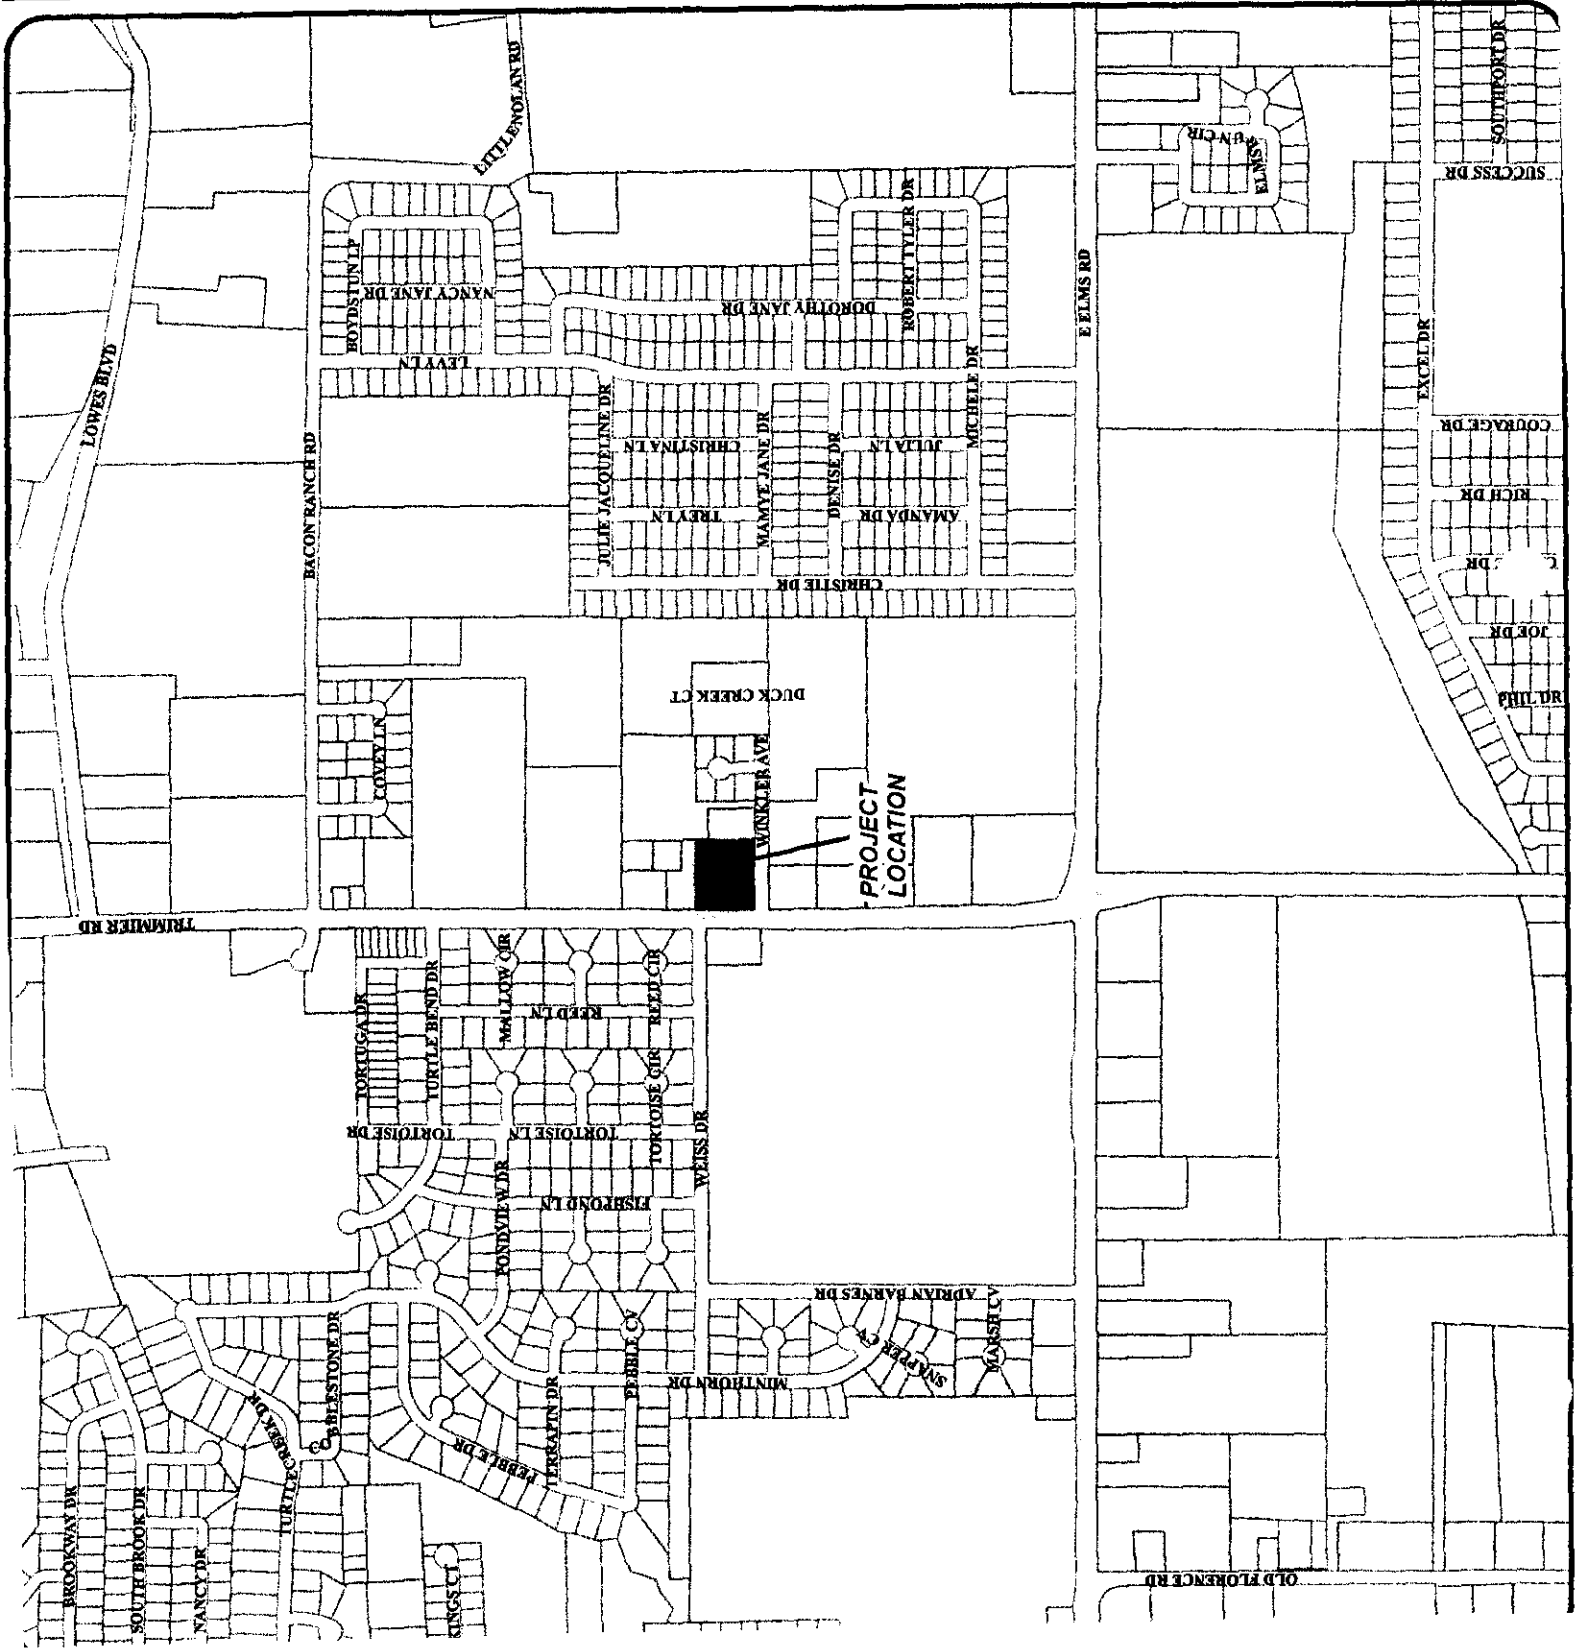 LITTLENOLAN RD
SOUTHPORT DR
SUCCESS DR
UN CIR
BOYDSTUN LP
NANCY JANE DR
DOROTHY JANE DR
ROBERT TYLER DR
E ELMS RD
LOWES BLVD
LEVY LN
EXCEL DR
BACON RANCH RD
JULIE JACQUELINE DR
CHRISTINA LN
MAMYE JANE DR
DENISE DR
JULIA LN
MICHELE DR
COURAGE DR
TREY LN
AMANDA DR
RICH DR
CHRISTIE DR
DR
JOE DR
DUCK CREEK CT
PHIL DR
COVEY LN
WINKLER AVE
PROJECT
LOCATION
TRIMMIER RD
TORTUGA DR
TURTLE BEND DR
MALLOW CIR
REED LN
REED CIR
TORTOISE DR
TORTOISE LN
TORTOISE CIR
WEISS DR
PONDVIEW DR
FISHPOND LN
ADRIAN BARNES DR
COBBLESTONE DR
PEBBLE CV
SNAPPER CV
MARSH CV
TURTLE CREEK DR
MINTHORN DR
TERRAPIN DR
PEBBLE DR
BROOKWAY DR
SOUTH BROOK DR
NANCY DR
KINGS CT
OLD FLORENCE RD